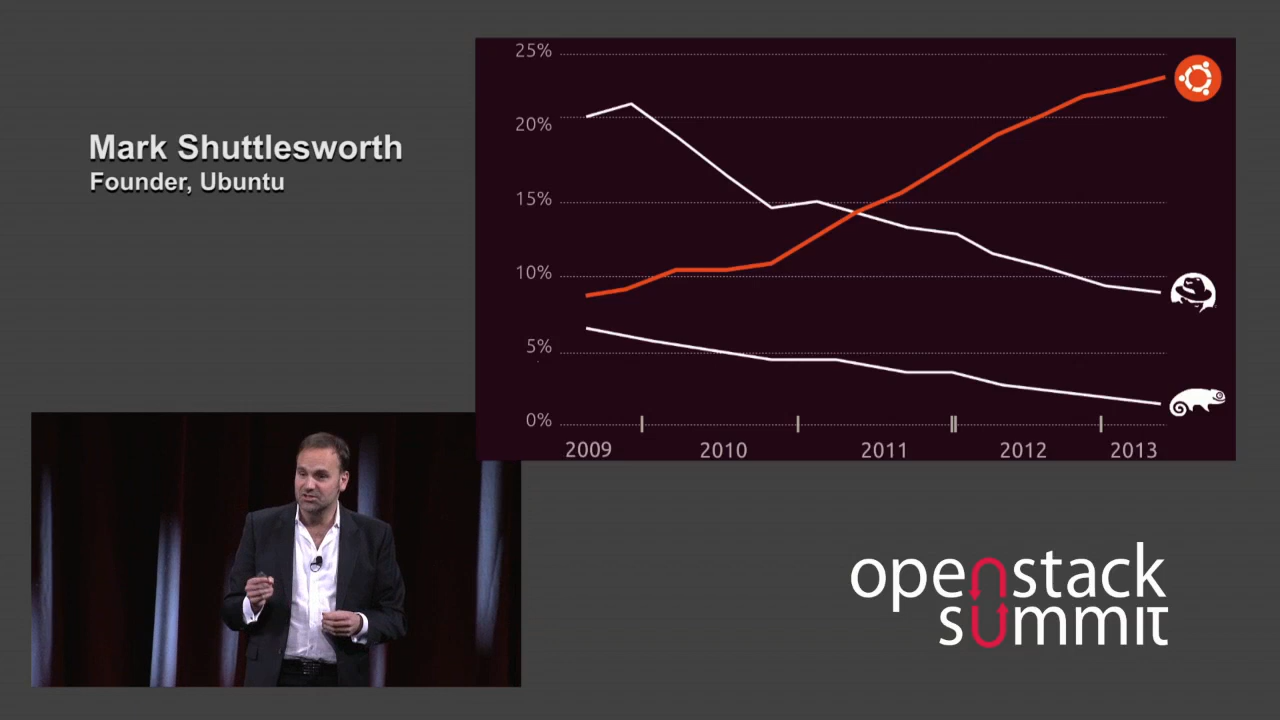 Mark Shuttlesworth
Founder, Ubuntu
25%
20%
15%
10%
5%
0%
2009 2010 2011 2012 2013
openstack
summit